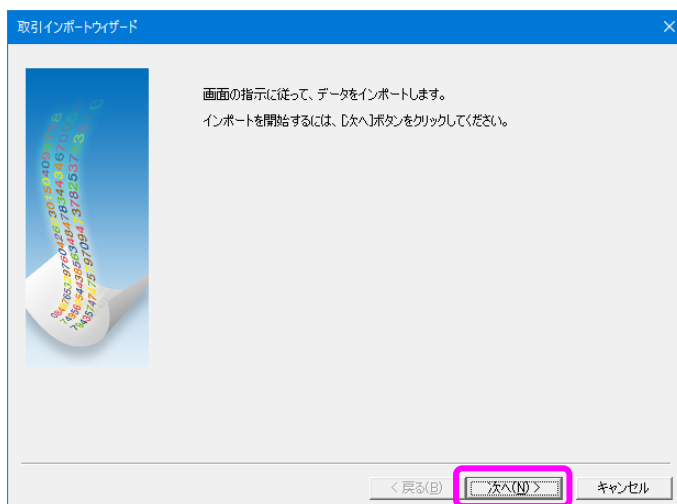 取引インポートウィザード
画面の指示に従って、データをインポートします。
インポートを開始するには、[次へ]ボタンをクリックしてください。
< 戻る(B)
次へ(N) >
キャンセル